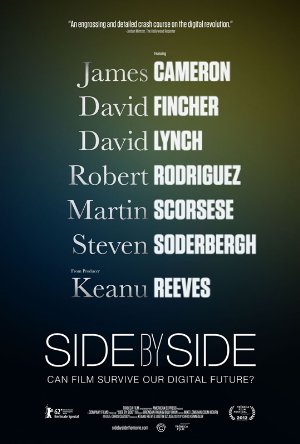 "An engrossing and detailed crash course on the digital revolution."
James CAMERON
David FINCHER
David LYNCH
Robert RODRIGUEZ
Martin SCORSESE
Steven SODERBERGH
From Producer
Keanu REEVES
SIDE BY SIDE
CAN FILM SURVIVE OUR DIGITAL FUTURE?